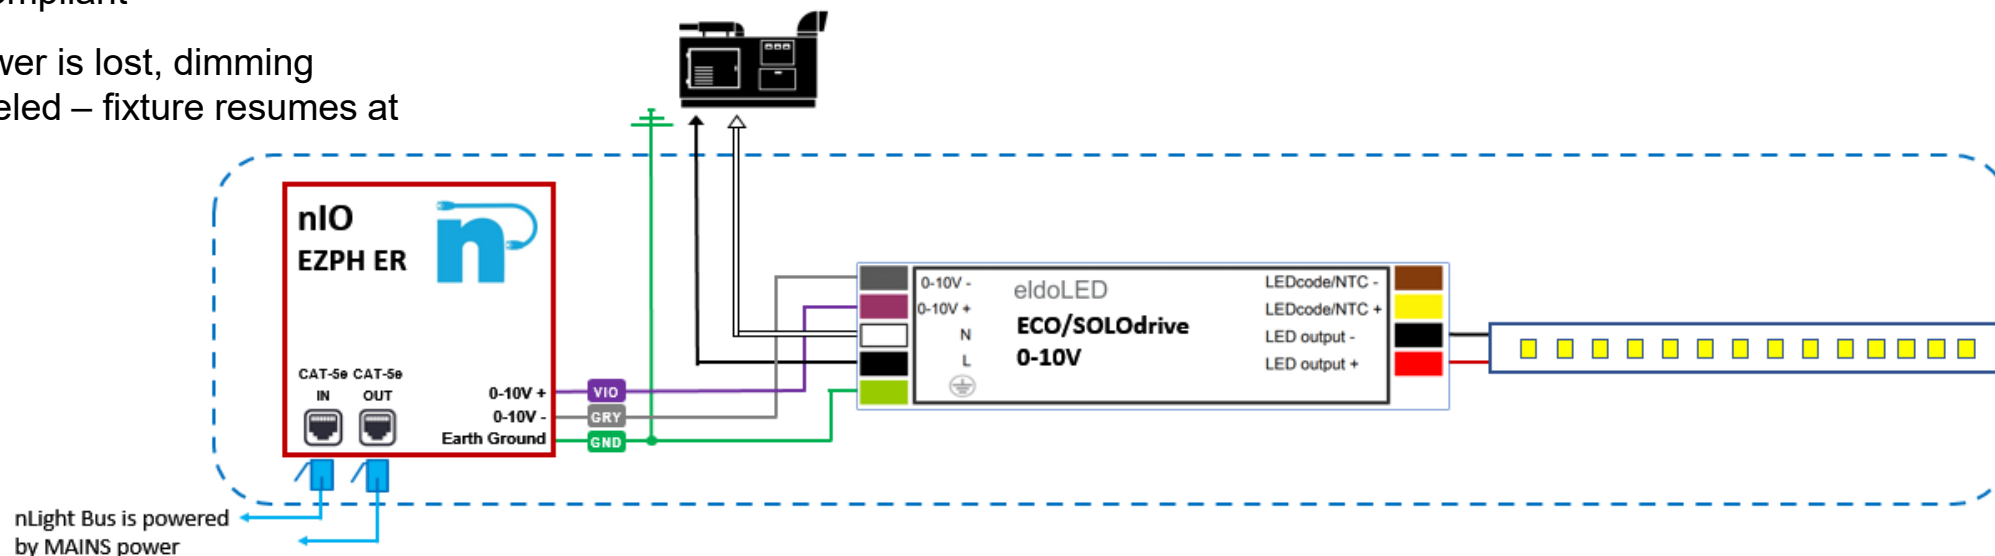 ompliant
wer is lost, dimming
eled – fixture resumes at
nIO
EZPH ER
n
CAT-5e CAT-5e
IN OUT
0-10V +
0-10V -
Earth Ground
VIO
GRY
GND
0-10V -
0-10V +
N
L
eldoLED
ECO/SOLOdrive
0-10V
LEDcode/NTC -
LEDcode/NTC +
LED output -
LED output +
nLight Bus is powered
by MAINS power